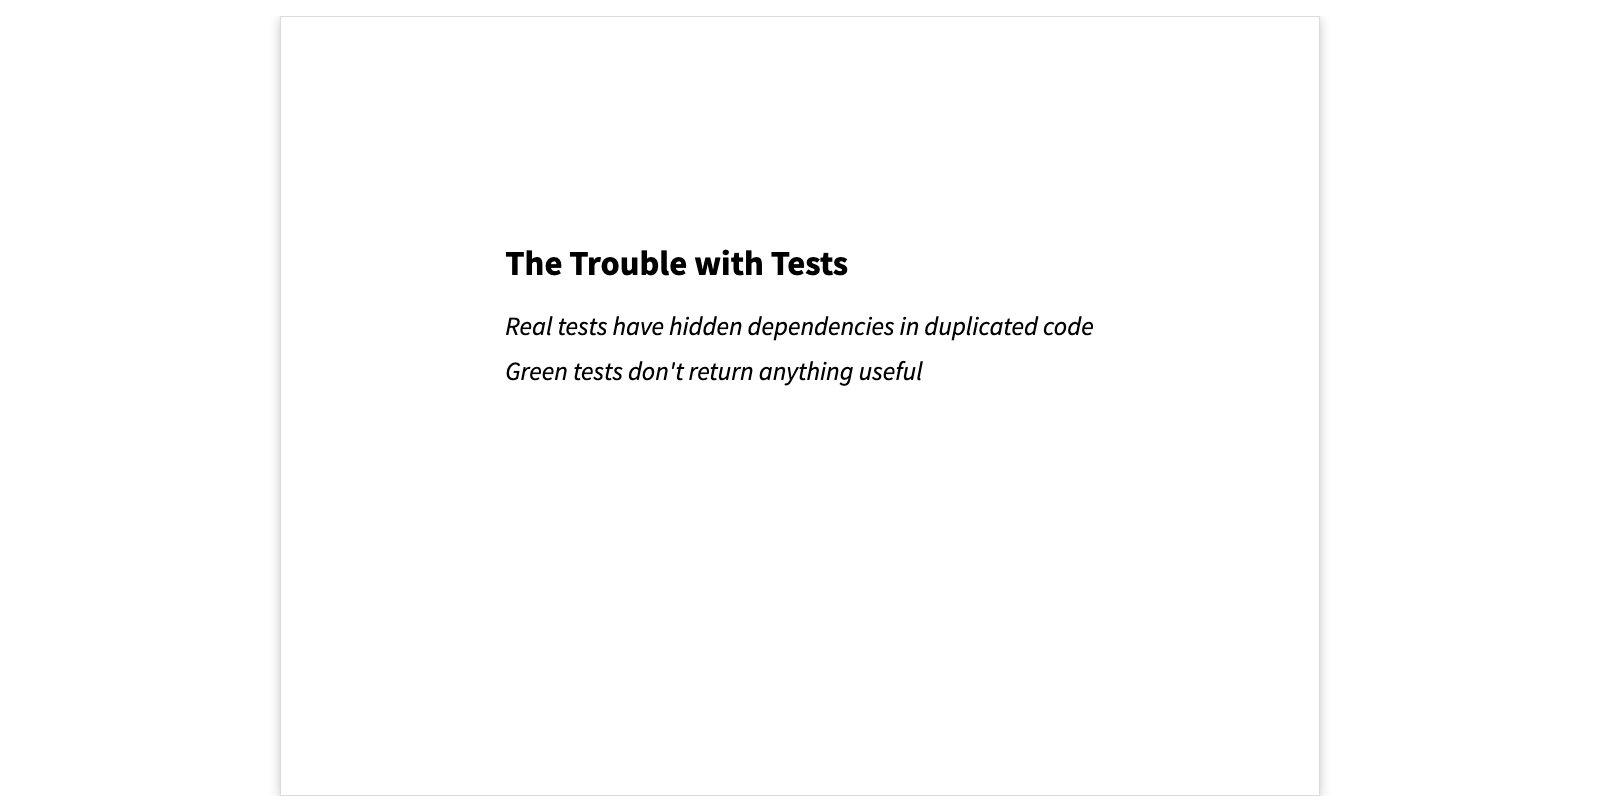 The Trouble with Tests
Real tests have hidden dependencies in duplicated code
Green tests don't return anything useful